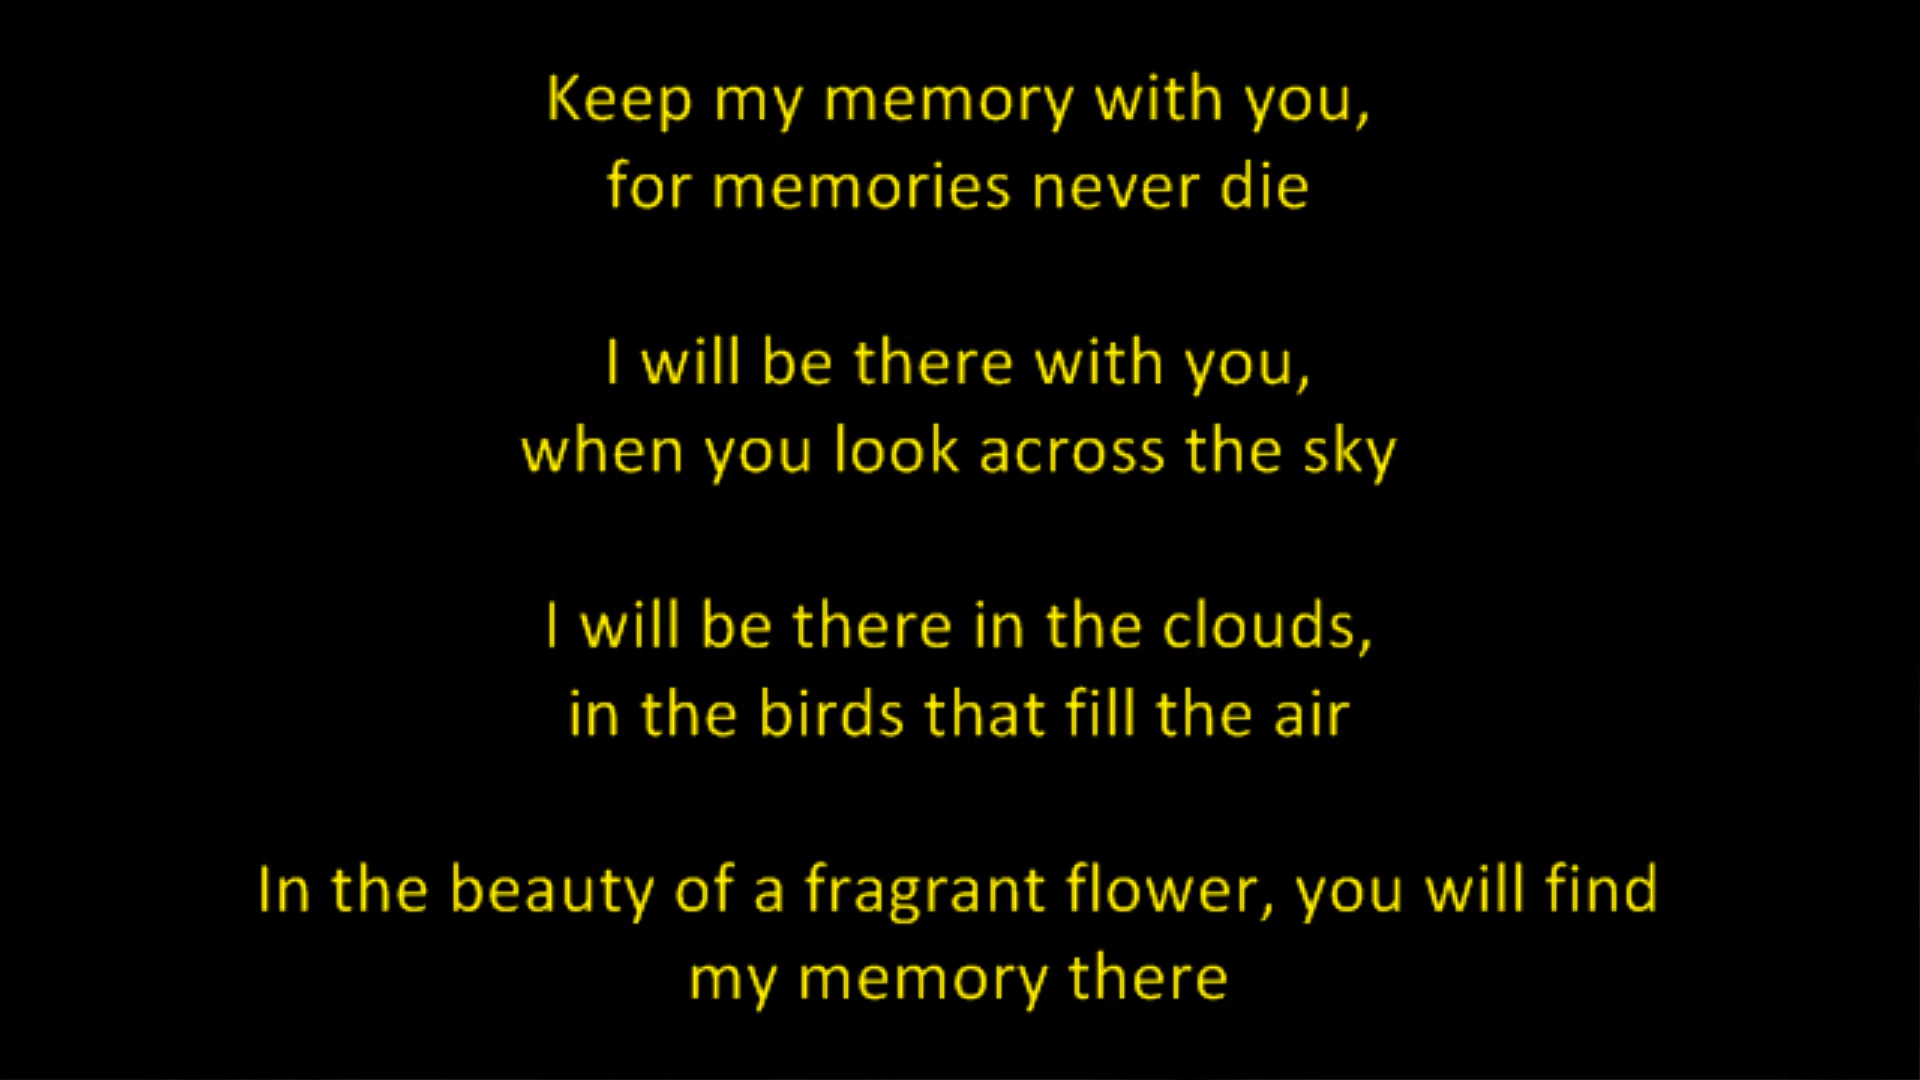 Keep my memory with you,
for memories never die
I will be there with you,
when you look across the sky
I will be there in the clouds,
in the birds that fill the air
In the beauty of a fragrant flower, you will find
my memory there